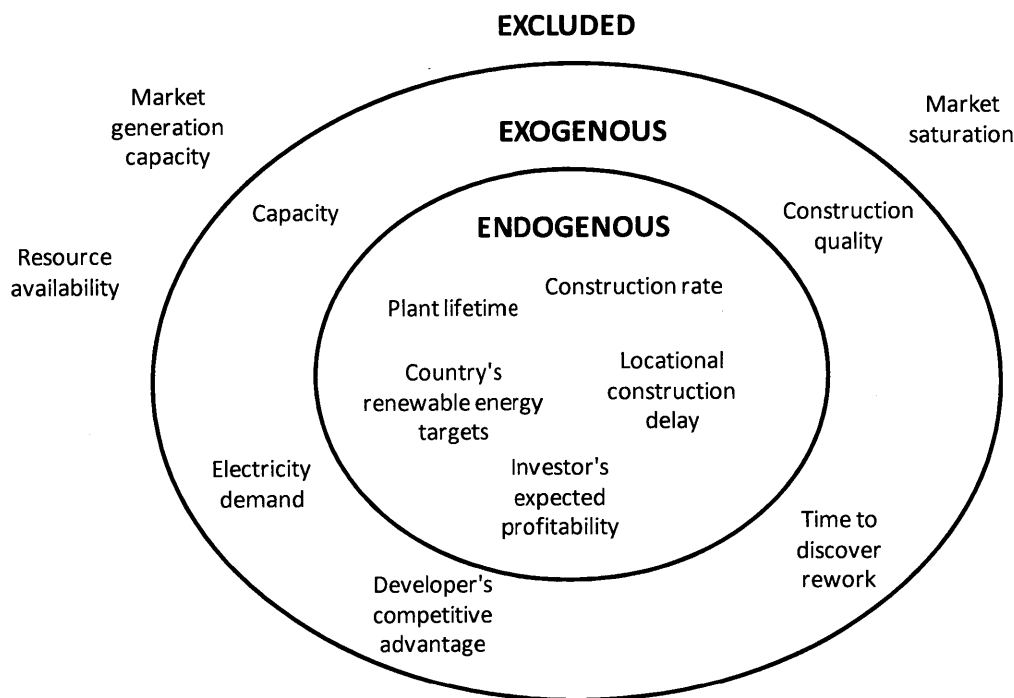 EXCLUDED
Market
generation
capacity
Market
saturation
EXOGENOUS
Capacity
Construction
quality
Resource
availability
ENDOGENOUS
Plant lifetime
Construction rate
Country's
renewable energy
targets
Locational
construction
delay
Electricity
demand
Investor's
expected
profitability
Time to
discover
rework
Developer's
competitive
advantage